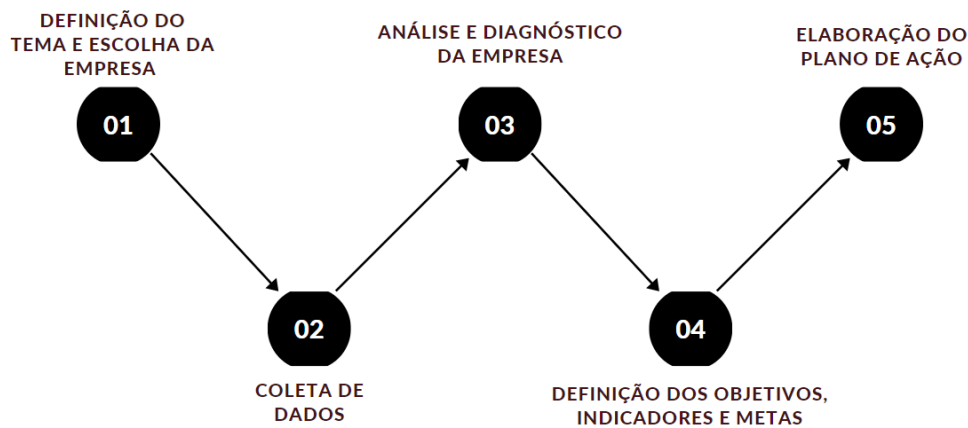 DEFINIÇÃO DO
TEMA E ESCOLHA DA
EMPRESA
01
02
COLETA DE
DADOS
ANÁLISE E DIAGNÓSTICO
DA EMPRESA
03
04
DEFINIÇÃO DOS OBJETIVOS,
INDICADORES E METAS
ELABORAÇÃO DO
PLANO DE AÇÃO
05